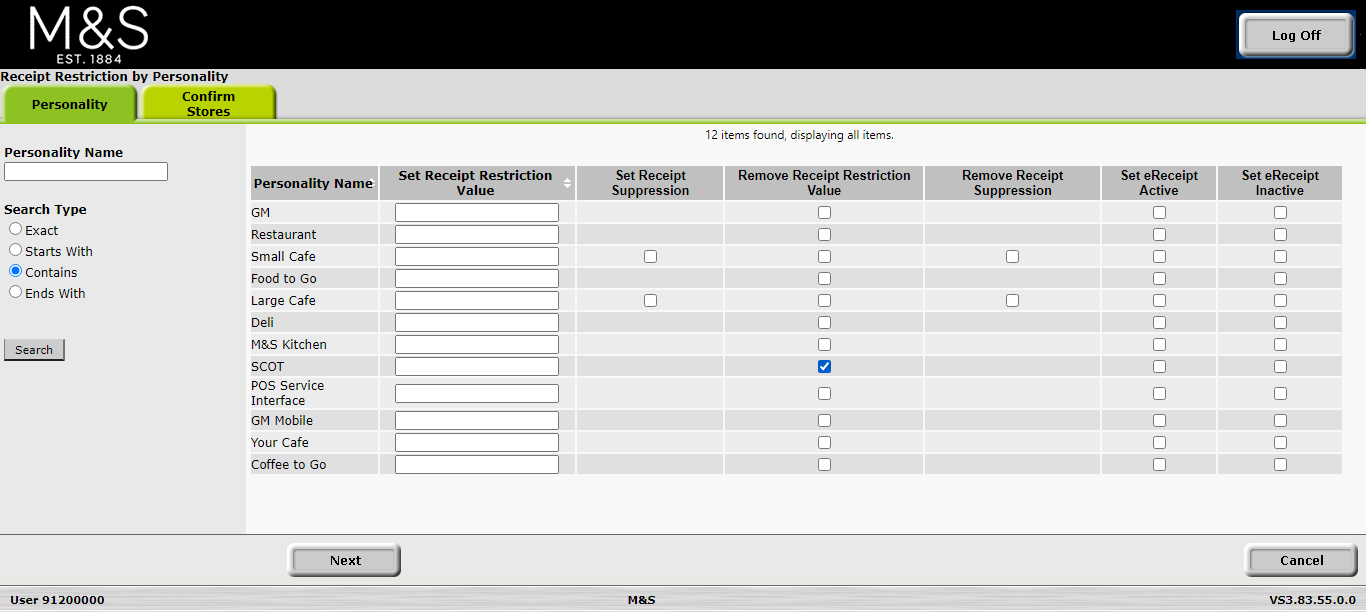 M&S
EST. 1884
Log Off
Receipt Restriction by Personality
Personality
Confirm
Stores
12 items found, displaying all items.
Personality Name
Search Type
Exact
Starts With
Contains
Ends With
Search
Personality Name
Set Receipt Restriction
Value
Set Receipt
Suppression
Remove Receipt Restriction
Value
Remove Receipt
Suppression
Set eReceipt
Active
Set eReceipt
Inactive
GM
Restaurant
Small Cafe
Food to Go
Large Cafe
Deli
M&S Kitchen
SCOT
POS Service
Interface
GM Mobile
Your Cafe
Coffee to Go
Next
Cancel
User 91200000
M&S
VS3.83.55.0.0